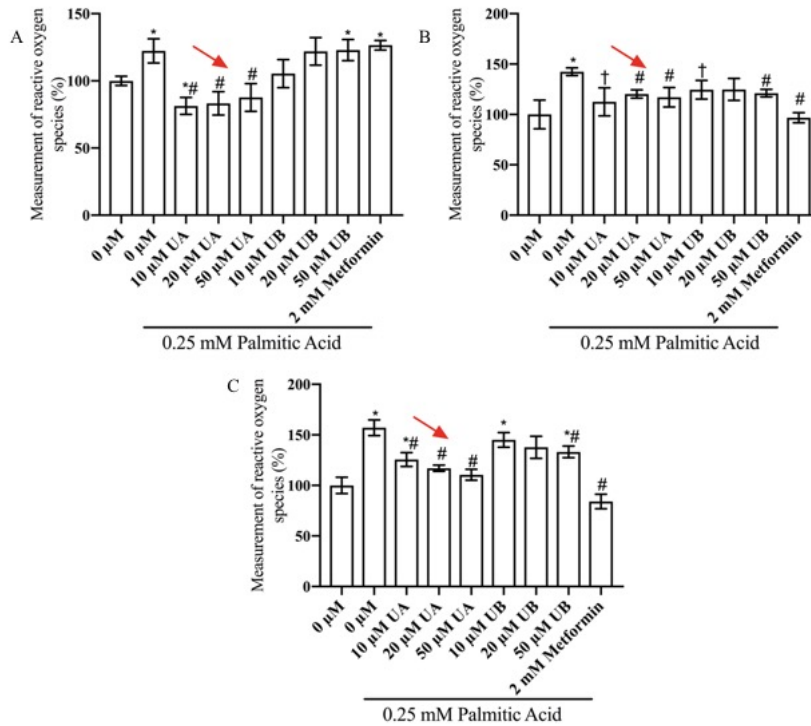 A
Measurement of reactive oxygen
species (%)
150
100
50
0
*
*#
#
#
*
*
0 μM
0 μM
10 μM UA
20 μM UA
50 μM UA
10 μM UB
20 μM UB
50 μM UB
2 mM Metformin
0.25 mM Palmitic Acid
B
Measurement of reactive oxygen
species (%)
200
150
100
50
0
*
†
#
#
†
#
#
0 μM
0 μM
10 μM UA
20 μM UA
50 μM UA
10 μM UB
20 μM UB
50 μM UB
2 mM Metformin
0.25 mM Palmitic Acid
C
Measurement of reactive oxygen
species (%)
200
150
100
50
0
*
*#
#
#
*
*#
#
0 μM
0 μM
10 μM UA
20 μM UA
50 μM UA
10 μM UB
20 μM UB
50 μM UB
2 mM Metformin
0.25 mM Palmitic Acid